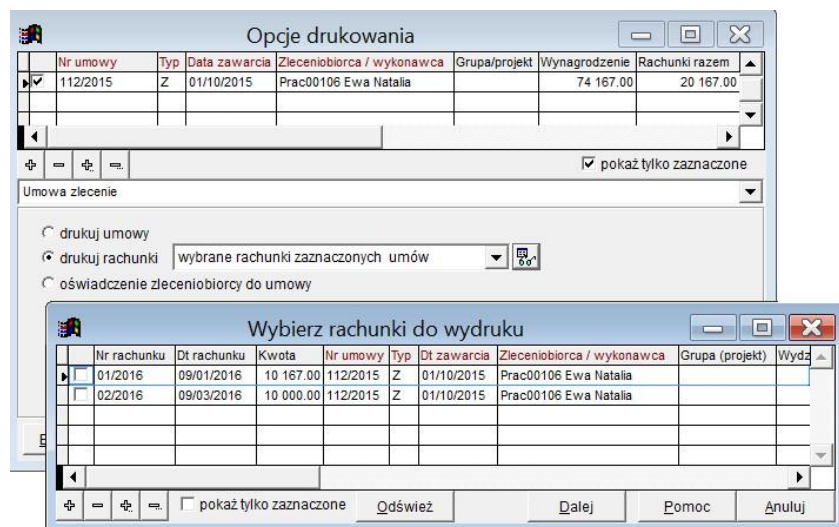 Opcje drukowania
Nr umowy Typ Data zawarcia Zleceniobiorca / wykonawca Grupa/projekt Wynagrodzenie Rachunki razem
112/2015 Z 01/10/2015 Prac00106 Ewa Natalia 74 167.00 20 167.00
pokaż tylko zaznaczone
Umowa zlecenie
drukuj umowy
drukuj rachunki wybrane rachunki zaznaczonych umów
oświadczenie zleceniobiorcy do umowy
Wybierz rachunki do wydruku
Nr rachunku Dt rachunku Kwota Nr umowy Typ Dt zawarcia Zleceniobiorca / wykonawca Grupa (projekt) Wydz
01/2016 09/01/2016 10 167.00 112/2015 Z 01/10/2015 Prac00106 Ewa Natalia
02/2016 09/03/2016 10 000.00 112/2015 Z 01/10/2015 Prac00106 Ewa Natalia
pokaż tylko zaznaczone Odśwież Dalej Pomoc Anuluj